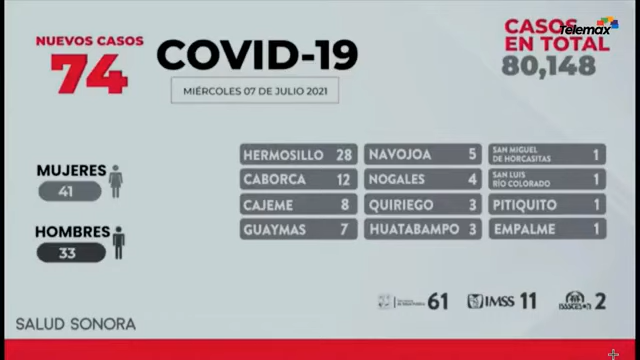 NUEVOS CASOS
74
COVID-19
MIÉRCOLES 07 DE JULIO 2021
CASOS
EN TOTAL
80,148
Telemax
MUJERES
41
HOMBRES
33
HERMOSILLO 28
CABORCA 12
CAJEME 8
GUAYMAS 7
NAVOJOA 5
NOGALES 4
QUIRIEGO 3
HUATABAMPO 3
SAN MIGUEL
DE HORCASITAS 1
SAN LUIS
RÍO COLORADO 1
PITIQUITO 1
EMPALME 1
61
IMSS 11
ISSSTESON 2
SALUD SONORA